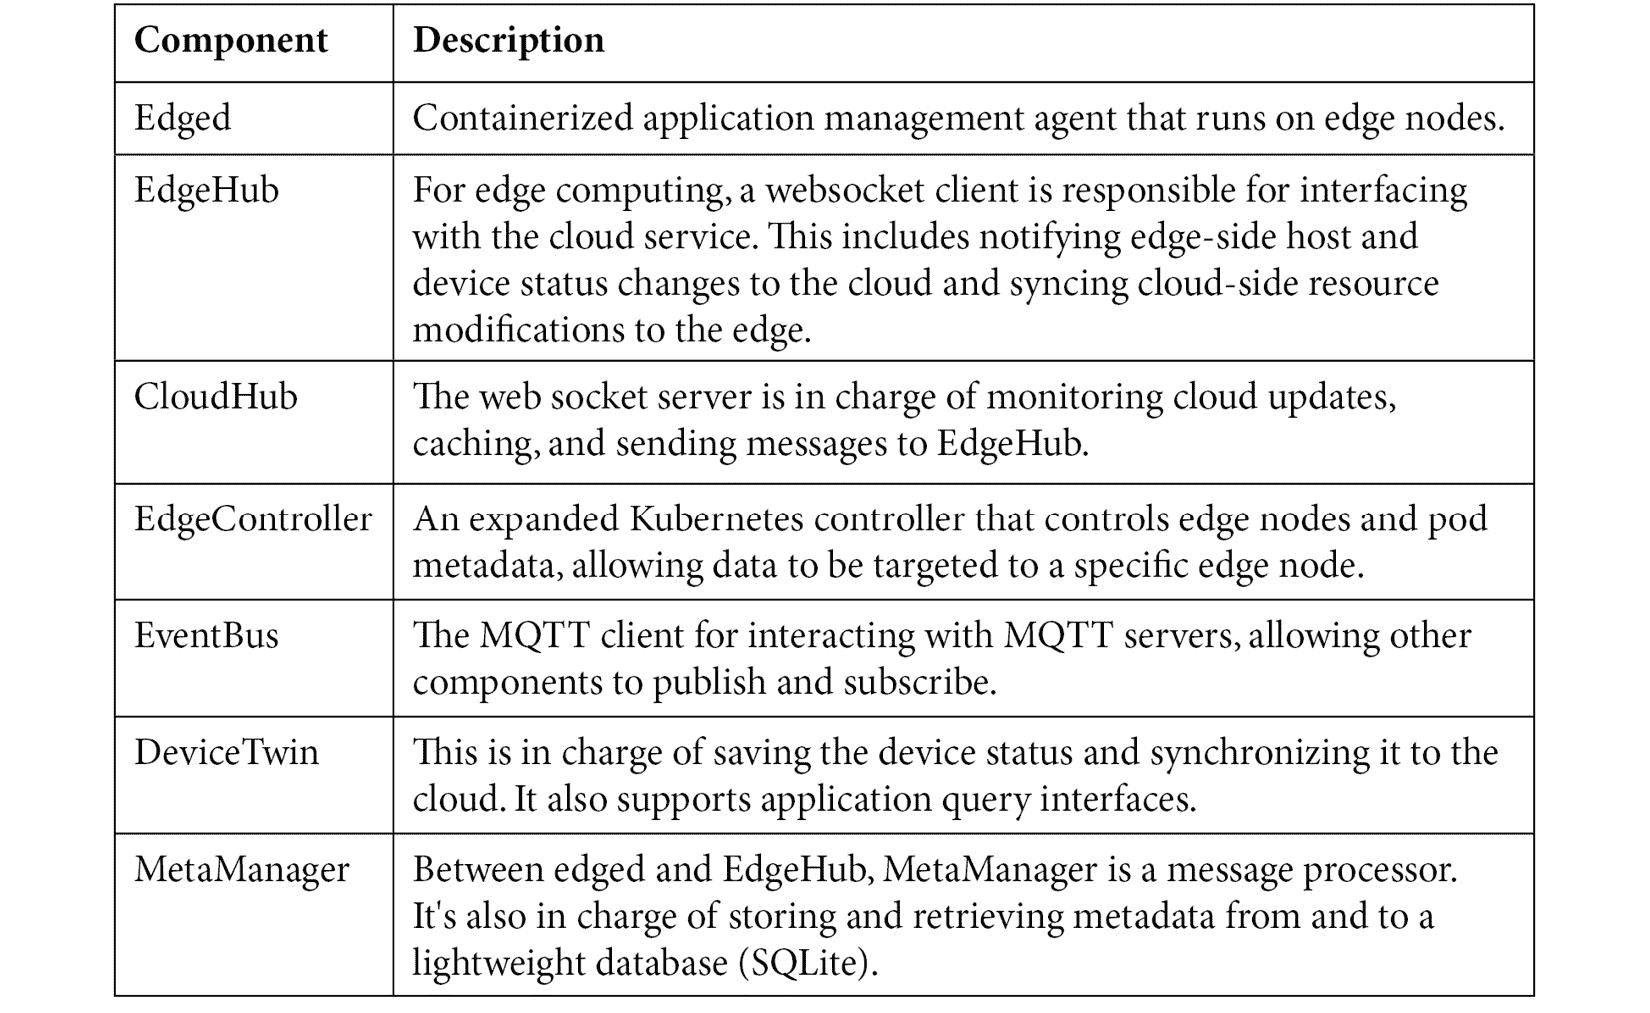 Component Description
Edged Containerized application management agent that runs on edge nodes.
EdgeHub For edge computing, a websocket client is responsible for interfacing
with the cloud service. This includes notifying edge-side host and
device status changes to the cloud and syncing cloud-side resource
modifications to the edge.
CloudHub The web socket server is in charge of monitoring cloud updates,
caching, and sending messages to EdgeHub.
EdgeController An expanded Kubernetes controller that controls edge nodes and pod
metadata, allowing data to be targeted to a specific edge node.
EventBus The MQTT client for interacting with MQTT servers, allowing other
components to publish and subscribe.
DeviceTwin This is in charge of saving the device status and synchronizing it to the
cloud. It also supports application query interfaces.
MetaManager Between edged and EdgeHub, MetaManager is a message processor.
It's also in charge of storing and retrieving metadata from and to a
lightweight database (SQLite).